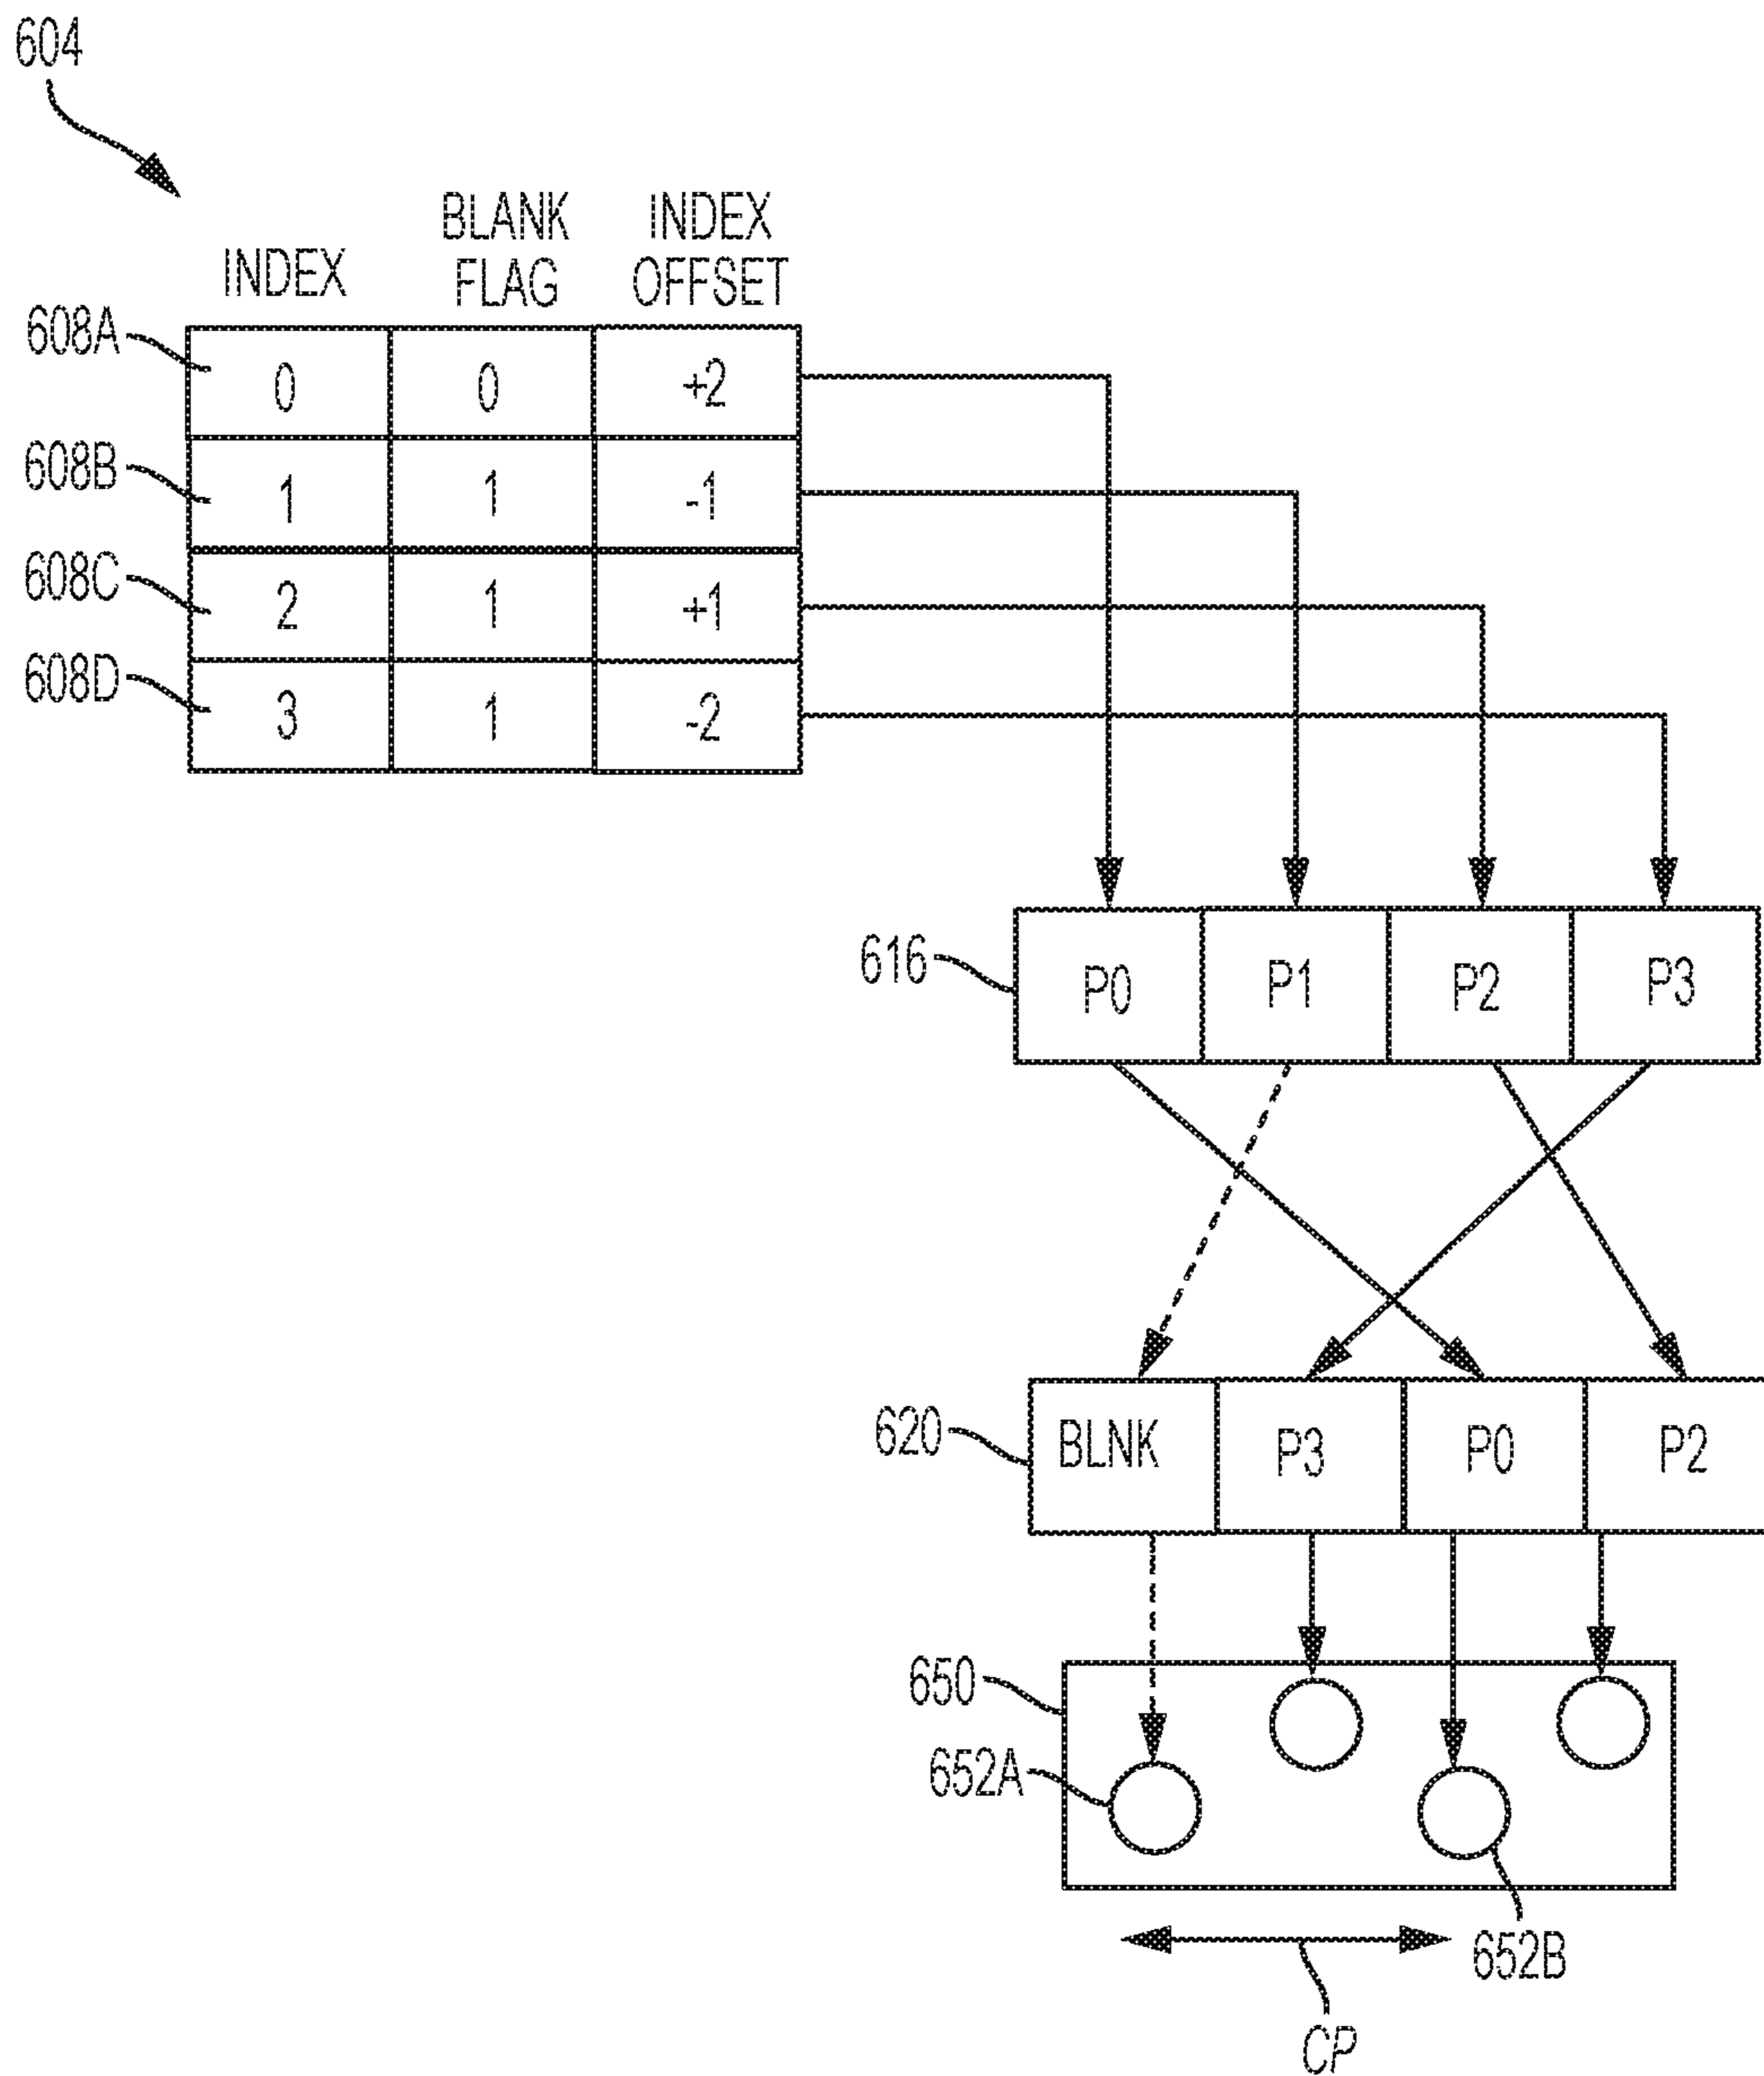 604
INDEX
BLANK
FLAG
INDEX
OFFSET
608A
0 0 +2
608B
1 1 -1
608C
2 1 +1
608D
3 1 -2
616
P0 P1 P2 P3
620
BLNK P3 P0 P2
650
652A
652B
CP